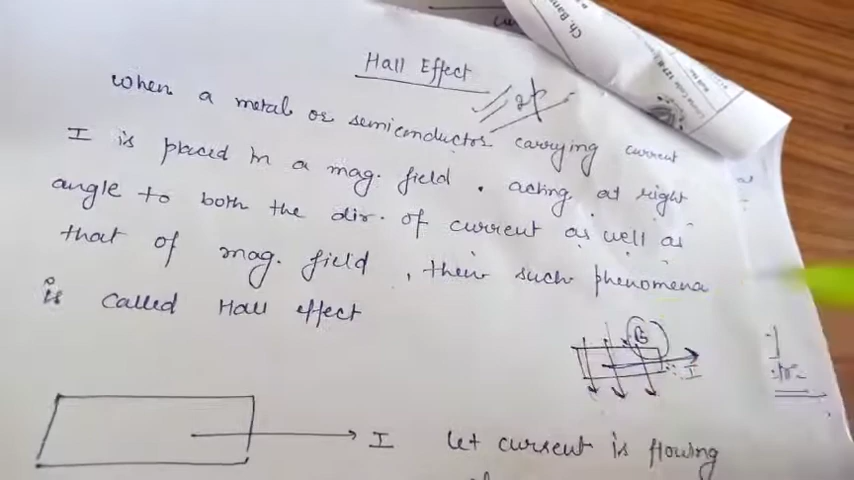 Hall Effect
when a metal or semiconductor carrying current
I is placed in a mag. field . acting at right
angle to both the dir. of current as well as
that of mag. field , then such phenomena
is called Hall effect
B
I
I
let current is flowing